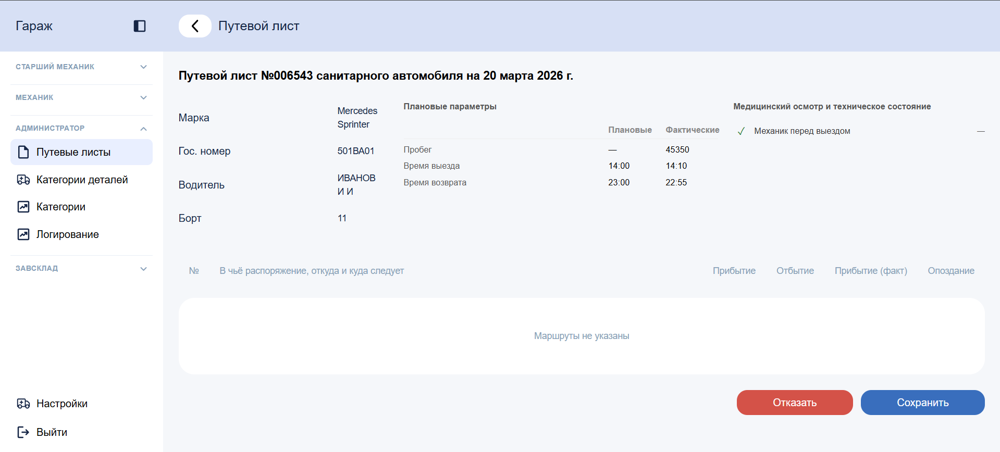 Гараж
Путевой лист
СТАРШИЙ МЕХАНИК
МЕХАНИК
АДМИНИСТРАТОР
Путевые листы
Категории деталей
Категории
Логирование
ЗАВСКЛАД
Настройки
Выйти
Путевой лист №006543 санитарного автомобиля на 20 марта 2026 г.
Марка
Mercedes
Sprinter
Гос. номер
501BA01
Водитель
ИВАНОВ
И И
Борт
11
Плановые параметры
Плановые Фактические
Пробег — 45350
Время выезда 14:00 14:10
Время возврата 23:00 22:55
Медицинский осмотр и техническое состояние
✓ Механик перед выездом —
№ В чьё распоряжение, откуда и куда следует Прибытие Отбытие Прибытие (факт) Опоздание
Маршруты не указаны
Отказать
Сохранить